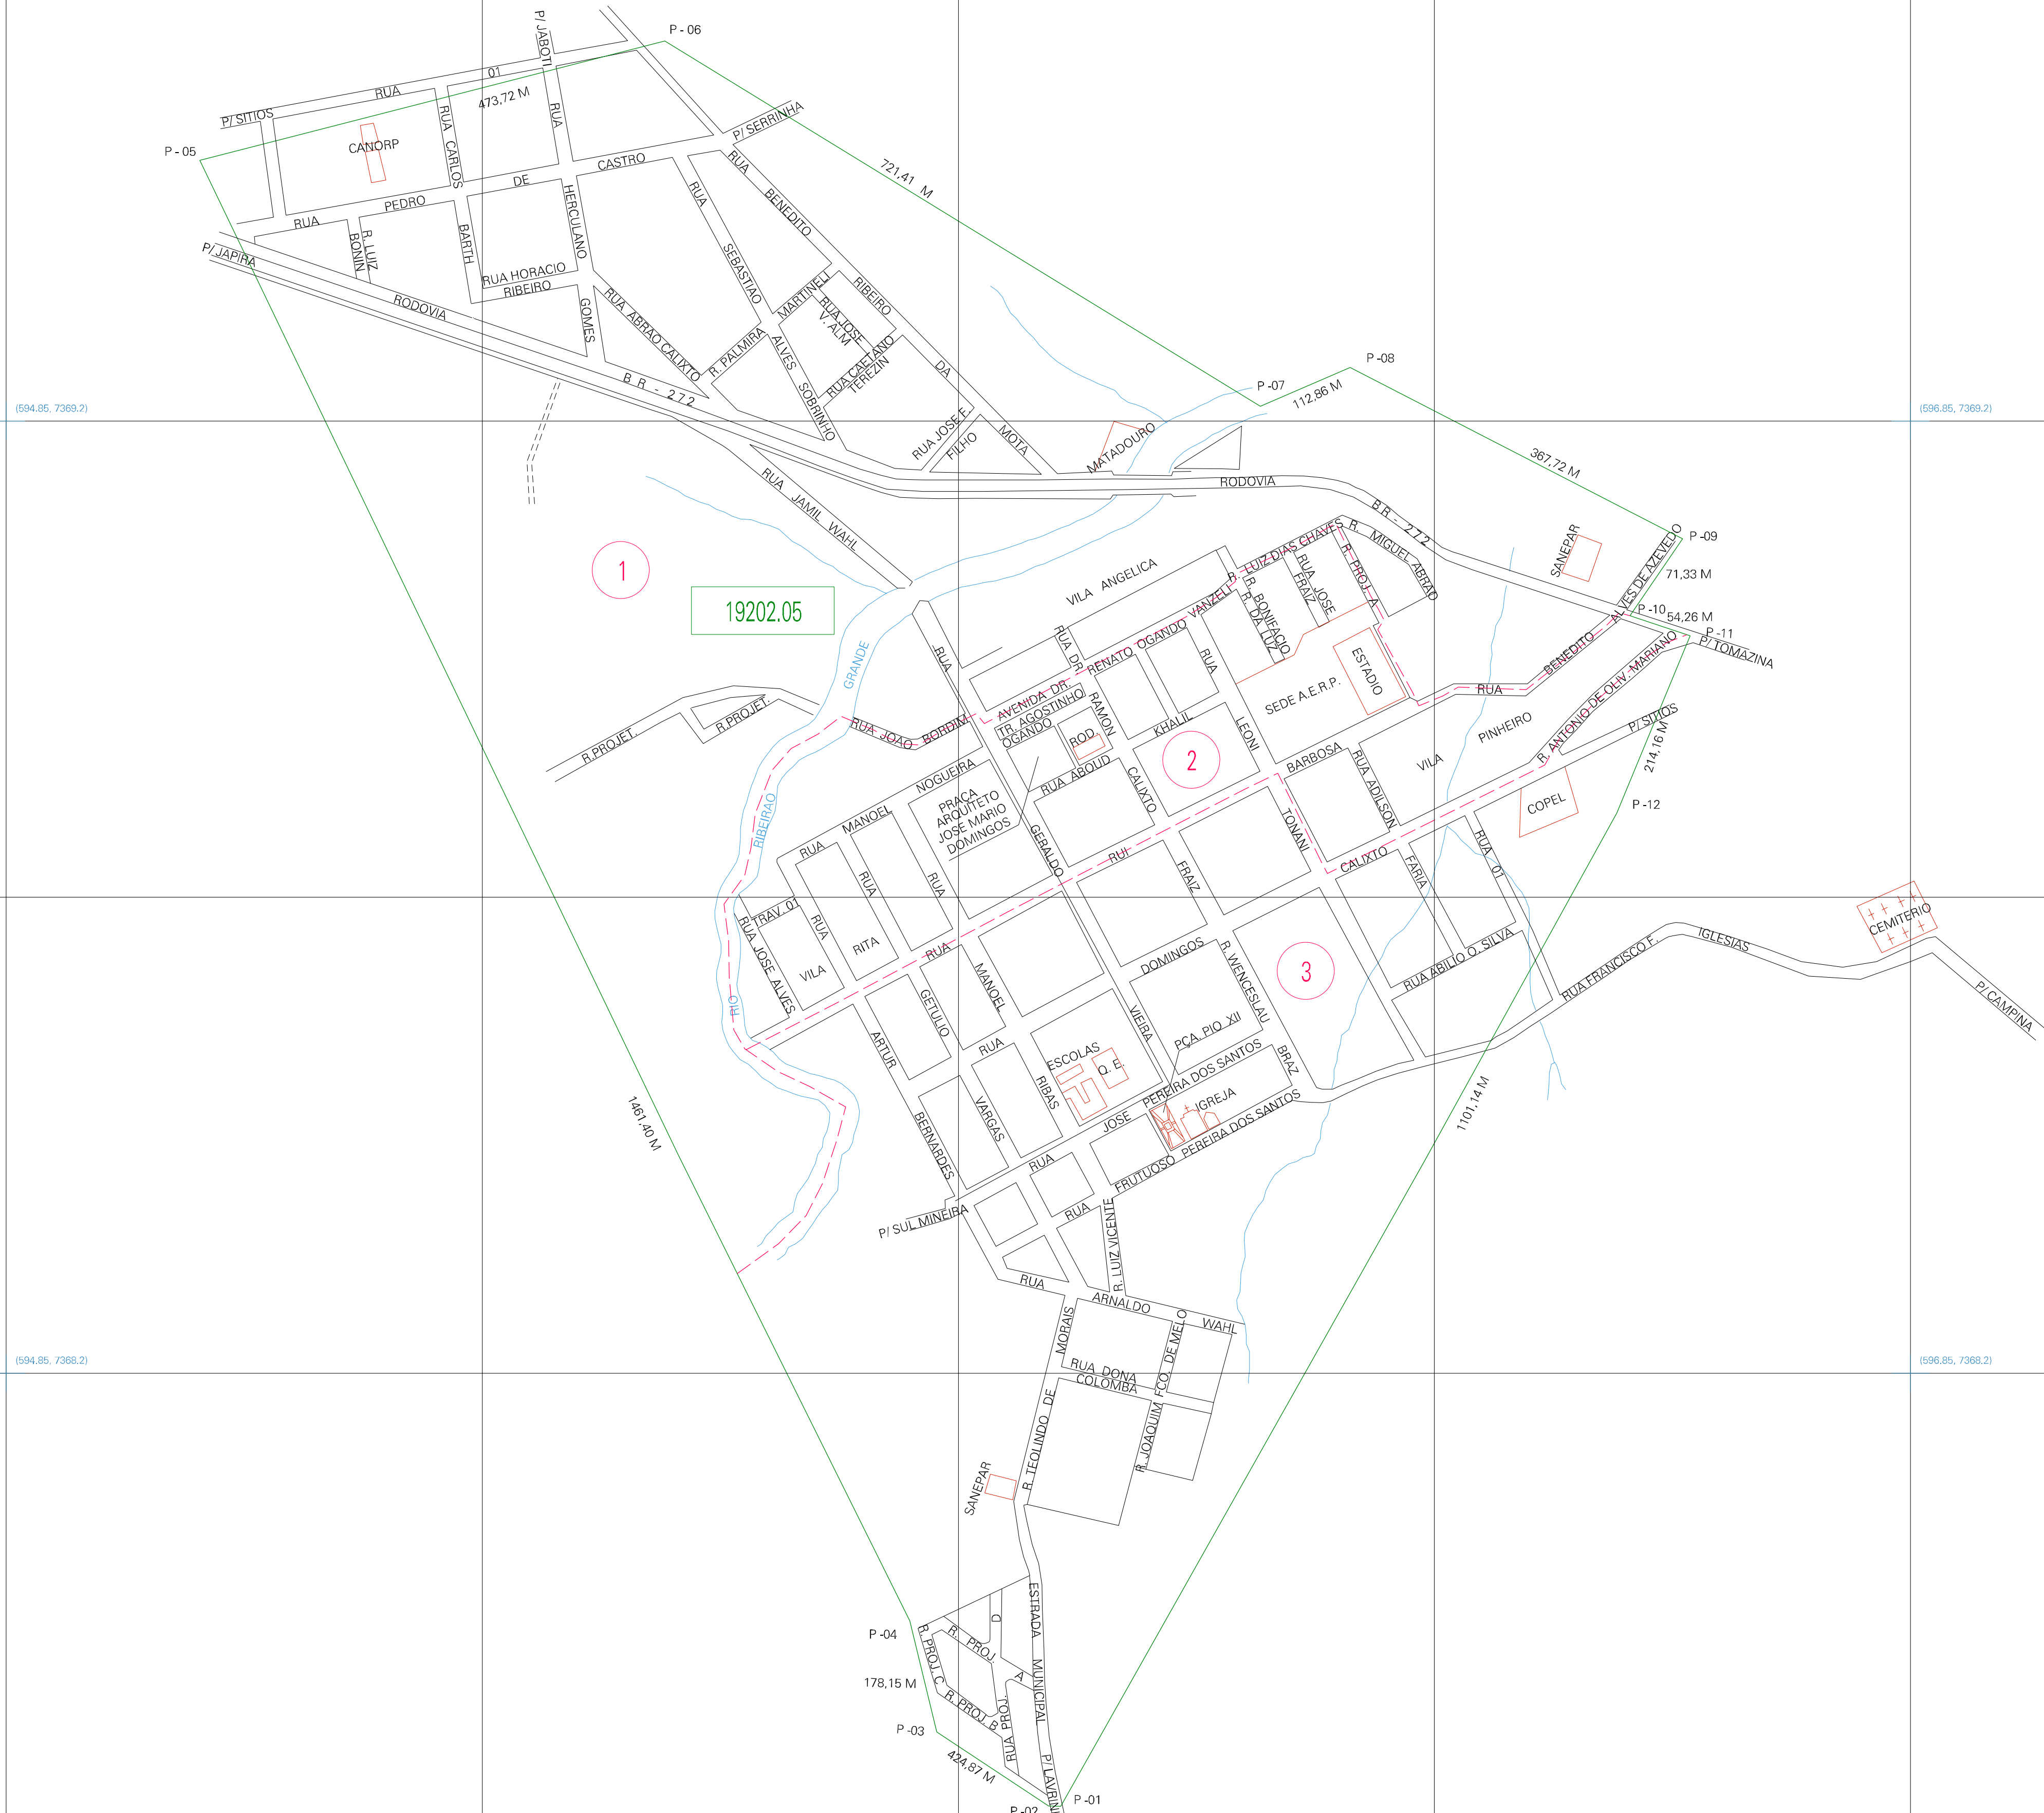 P/ JABOTI
P - 06
01
RUA
473,72 M
P/ SITIOS
RUA CARLOS
RUA
P/ SERRINHA
P - 05
CANORP
CASTRO
DE
PEDRO
RUA
721,41 M
RUA
BENEDITO
RUA
HERCULANO
R. LUIZ
BONIN
BARTH
SEBASTIAO
P/ JAPIRA
RUA HORACIO
RIBEIRO
MARTINELI
RIBEIRO
RODOVIA
GOMES
RUA ABRAO CALIXTO
RUA JOSE
V. ALM
R. PALMIRA
ALVES
RUA CAETANO
TEREZIN
DA
P -08
P -07
112,86 M
BR - 272
SOBRINHO
(594.85, 7369.2)
(596.85, 7369.2)
RUA JOSE F.
FILHO
MOTA
MATADOURO
367,72 M
RODOVIA
RUA JAMIL WAHL
BR - 272
SANEPAR
P -09
R. LUIZ DIAS CHAVES
R.
MIGUEL ABRAO
R. PROJ. A
1
VILA ANGELICA
RUA JOSE
FRAIZ
R. BONIFACIO
R. DA LUZ
ALVES DE AZEVEDO
71,33 M
19202.05
P -10
54,26 M
P -11
P/ TOMAZINA
RUA
RUA DR.
RENATO OGANDO VANZELI
RUA
BENEDITO
RUA
GRANDE
ESTADIO
SEDE A.E.R.P.
AVENIDA DR.
TR. AGOSTINHO
OGANDO
RAMON
R.PROJET.
R.PROJET.
RUA JOAO BORDIM
ROD.
KHALIL
LEONI
PINHEIRO
R. ANTONIO DE OLIV. MARIANO
P/ SITIOS
214,16 M
2
BARBOSA
RUA ADILSON
VILA
NOGUEIRA
RUA ABOUD
CALIXTO
PRAÇA
ARQUITETO
JOSE MARIO
DOMINGOS
COPEL
P -12
MANOEL
RIBEIRAO
RUA
GERALDO
TONANI
RUI
CALIXTO
RUA 01
FARIA
FRAIZ
RUA
RUA
TRAV. 01
RUA
RITA
VILA
RUA
RUA JOSE ALVES
CEMITERIO
IGLESIAS
RUA ABILIO O. SILVA
RUA FRANCISCO F.
DOMINGOS
R. WENCESLAU
3
P/ CAMPINA
MANOEL
GETULIO
RIO
VIEIRA
PÇA. PIO XII
ARTUR
RUA
ESCOLAS
Q. E.
PEREIRA DOS SANTOS
BRAZ
IGREJA
RIBAS
JOSE
1461,40 M
1101,14 M
VARGAS
BERNARDES
RUA
FRUTUOSO PEREIRA DOS SANTOS
P/ SUL MINEIRA
RUA
R. LUIZ VICENTE
RUA
ARNALDO
WAHL
MORAIS
(594.85, 7368.2)
(596.85, 7368.2)
RUA DONA
COLOMBA
R. JOAQUIM FCO. DE MELO
R. TEOLINDO DE
SANEPAR
ESTRADA MUNICIPAL
P -04
D
R. PROJ.
A
R. PROJ. C
178,15 M
R. PROJ. B
RUA PROJ.
P -03
424,87 M
P/ LAVRIN
P -01
P -02